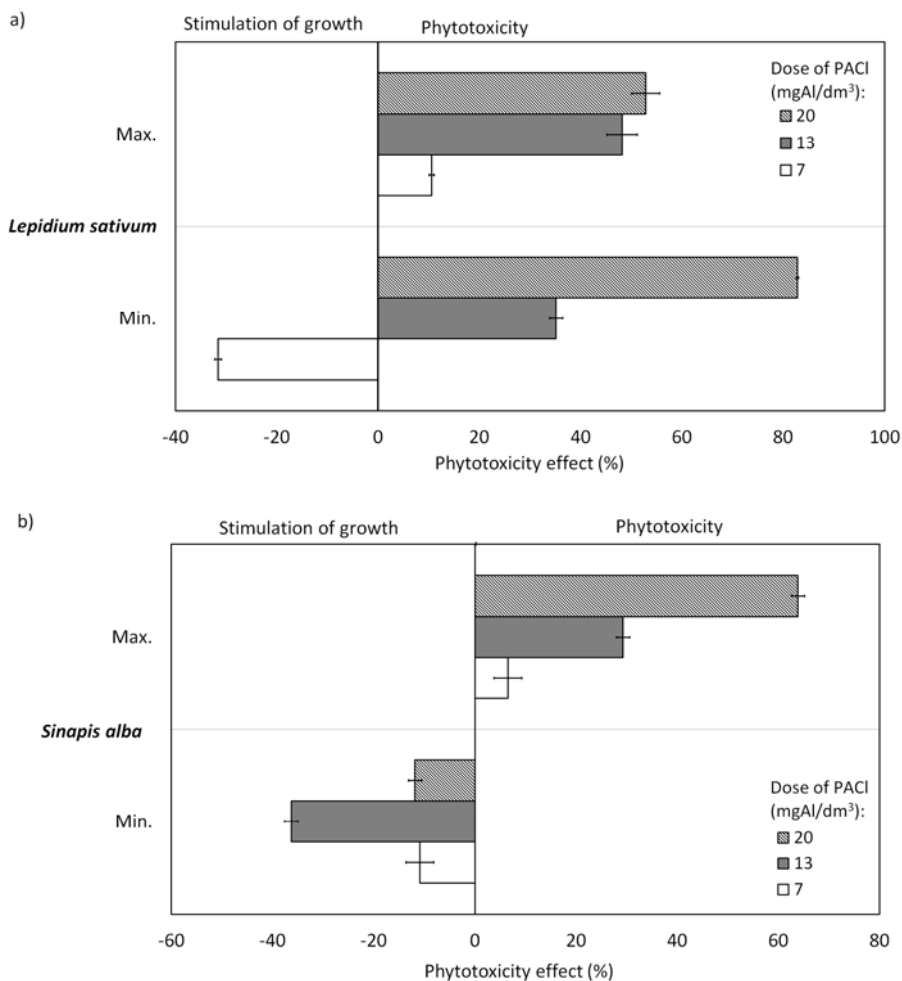 a)
Stimulation of growth Phytotoxicity
Dose of PACl
(mgAl/dm³):
20
13
7
Max.
Lepidium sativum
Min.
-40 -20 0 20 40 60 80 100
Phytotoxicity effect (%)
b)
Stimulation of growth Phytotoxicity
Max.
Sinapis alba
Min.
Dose of PACl
(mgAl/dm³):
20
13
7
-60 -40 -20 0 20 40 60 80
Phytotoxicity effect (%)